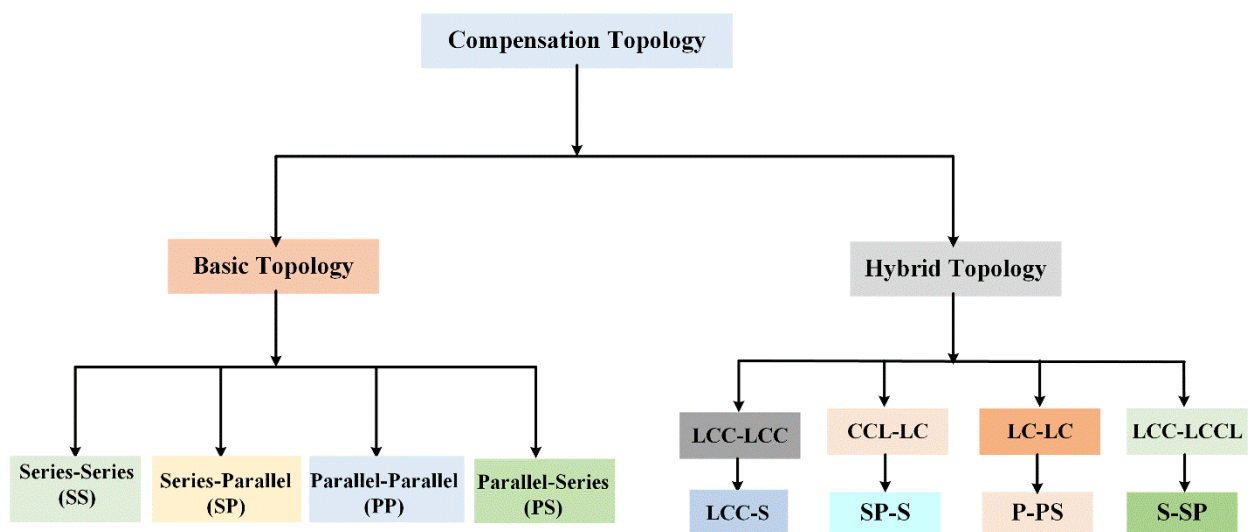 Compensation Topology
Basic Topology
Hybrid Topology
Series-Series
(SS)
Series-Parallel
(SP)
Parallel-Parallel
(PP)
Parallel-Series
(PS)
LCC-LCC
CCL-LC
LC-LC
LCC-LCCL
LCC-S
SP-S
P-PS
S-SP